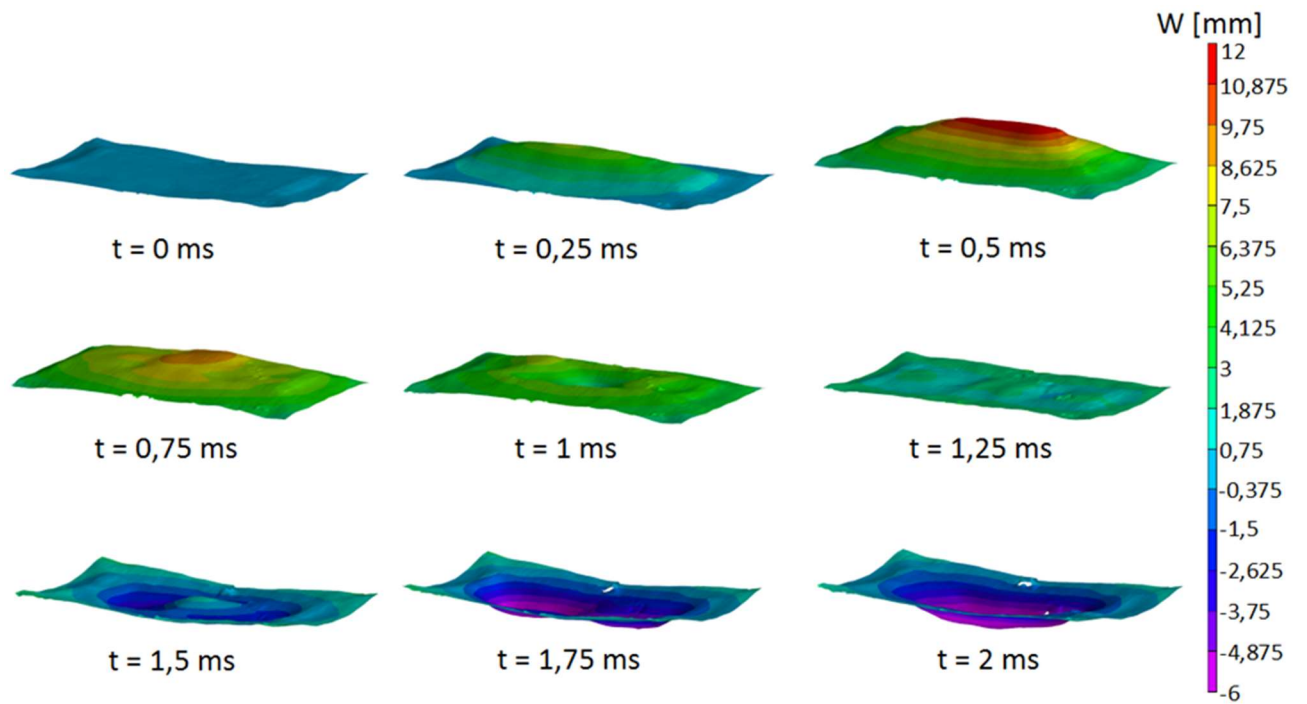 W [mm]
12
10,875
9,75
8,625
7,5
6,375
5,25
4,125
3
1,875
0,75
-0,375
-1,5
-2,625
-3,75
-4,875
-6
t = 0 ms
t = 0,25 ms
t = 0,5 ms
t = 0,75 ms
t = 1 ms
t = 1,25 ms
t = 1,5 ms
t = 1,75 ms
t = 2 ms